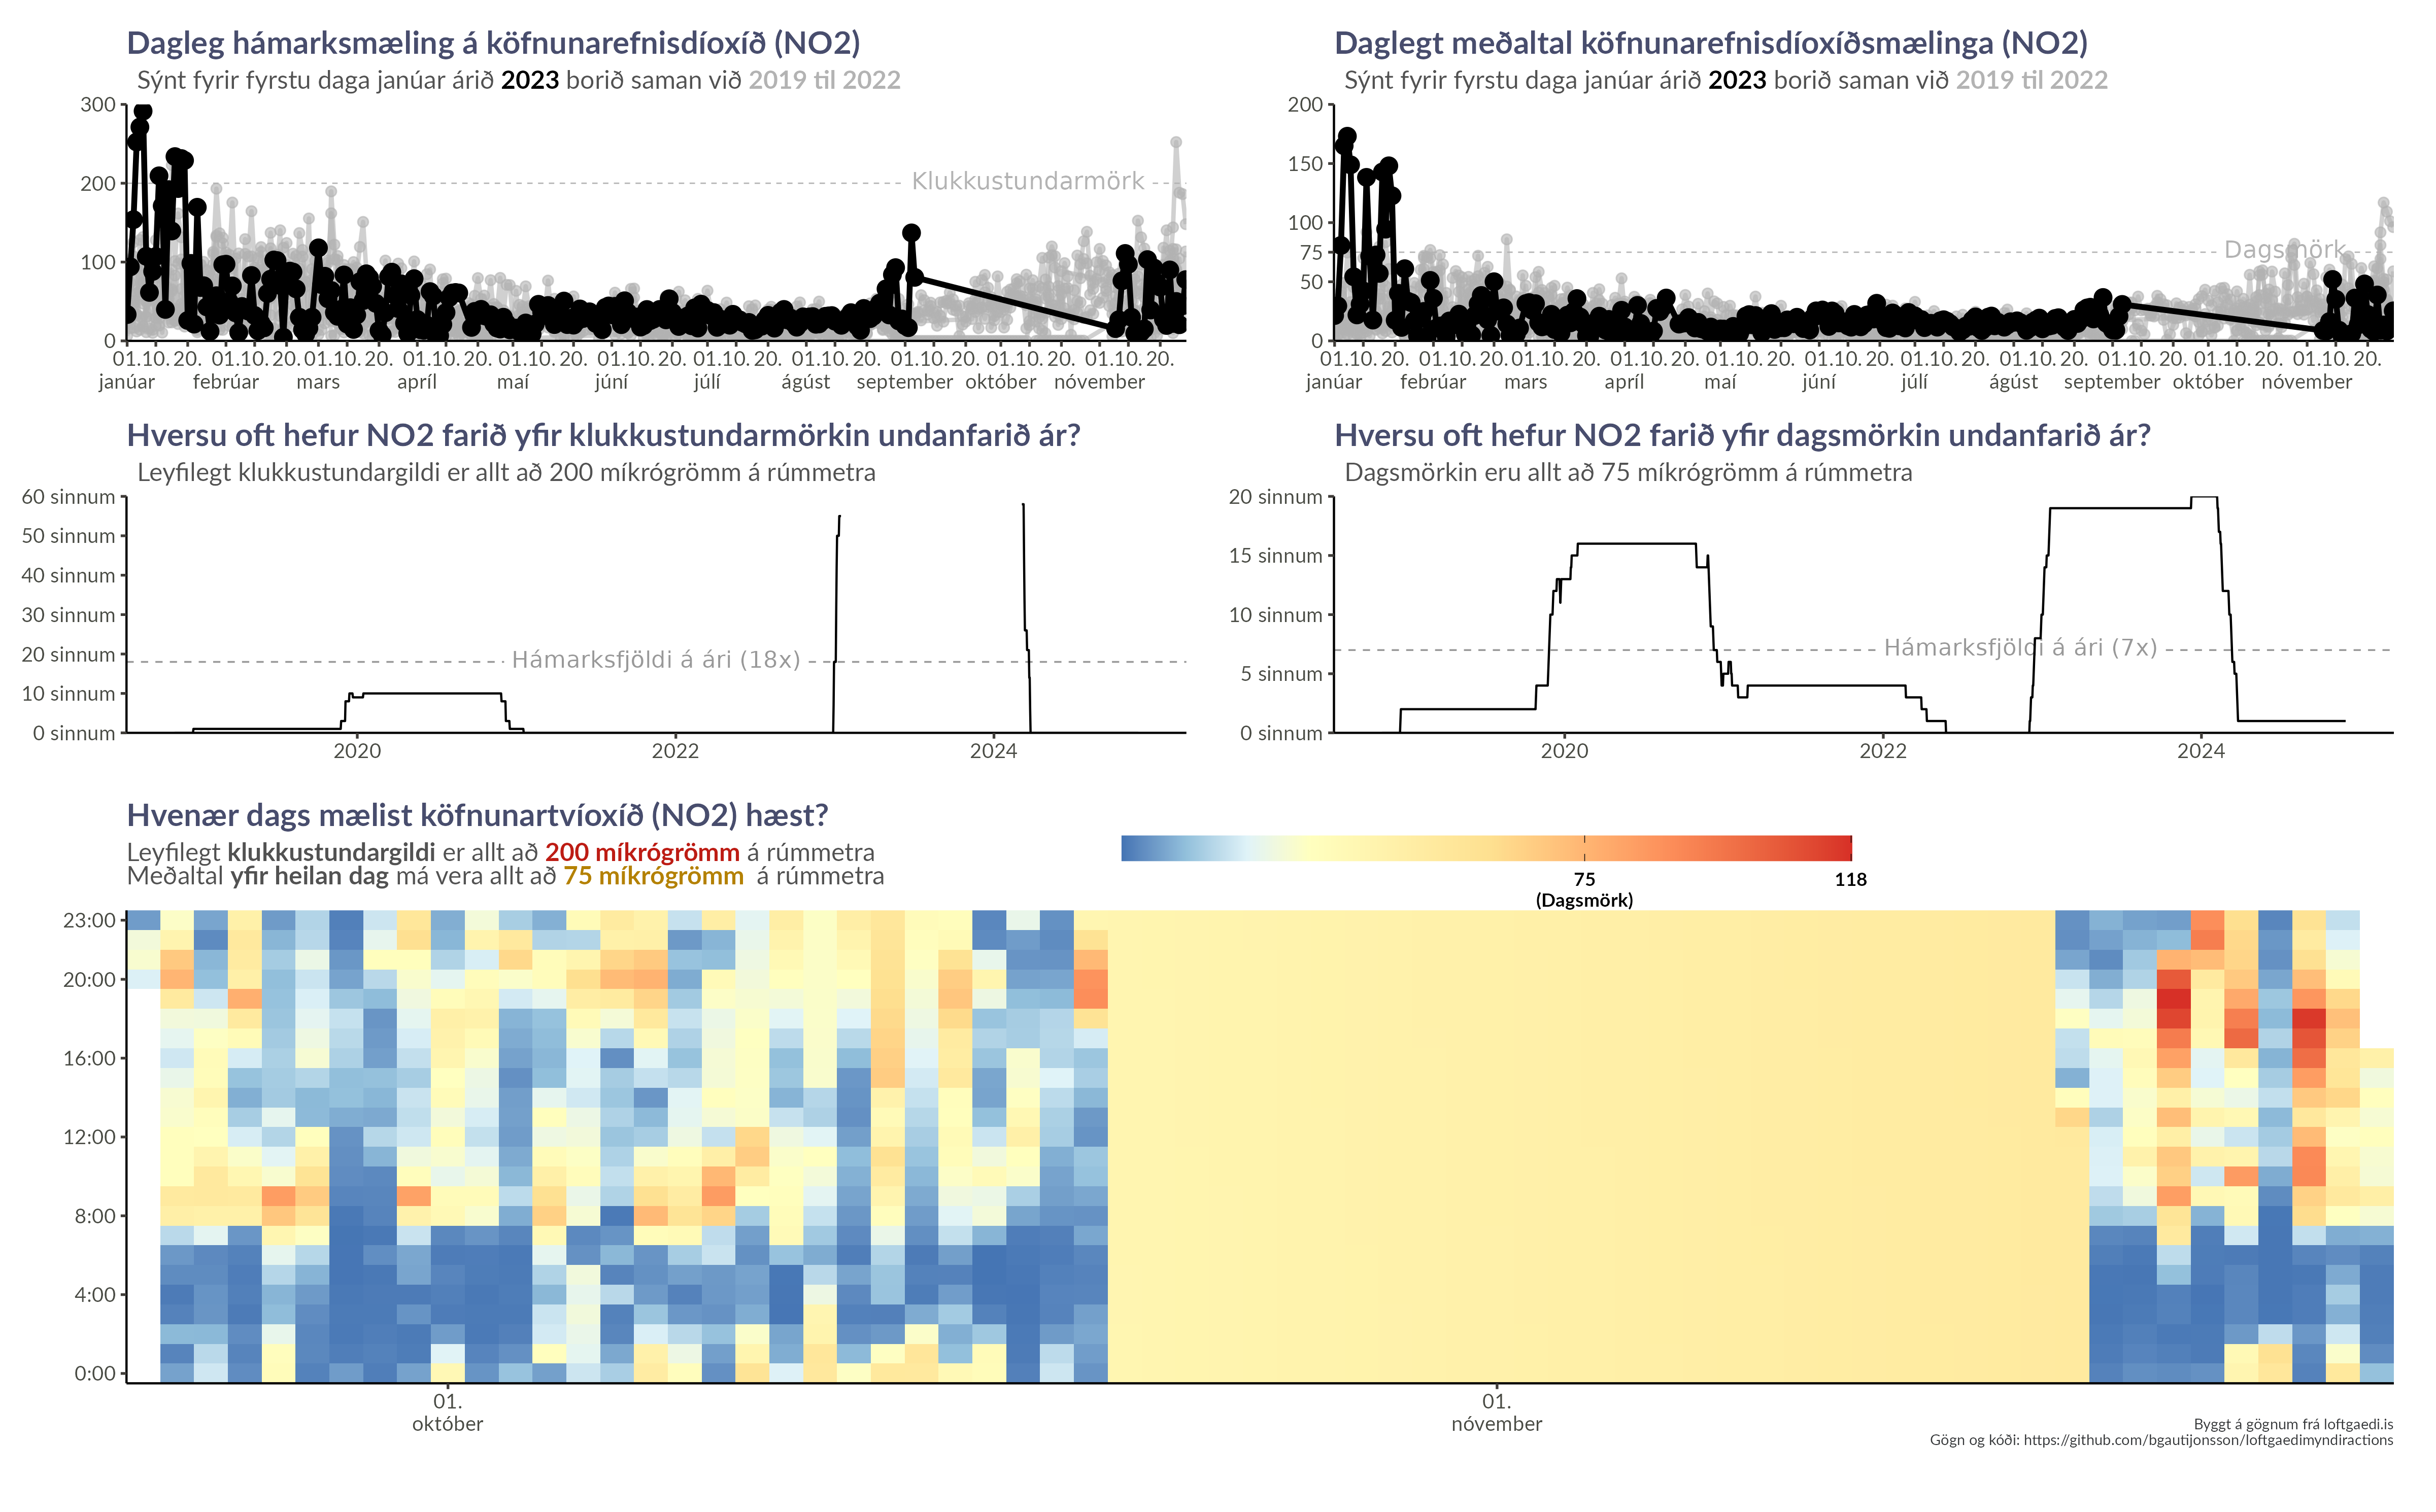 Dagleg hámarksmæling á köfnunarefnisdíoxíð (NO2)
Sýnt fyrir fyrstu daga janúar árið 2023 borið saman við 2019 til 2022
300
200
100
0
Klukkustundarmörk
01. 10. 20. 01. 10. 20. 01. 10. 20. 01. 10. 20. 01. 10. 20. 01. 10. 20. 01. 10. 20. 01. 10. 20. 01. 10. 20. 01. 10. 20. 01. 10. 20.
janúar febrúar mars apríl maí júní júlí ágúst september október nóvember
Daglegt meðaltal köfnunarefnisdíoxíðsmælinga (NO2)
Sýnt fyrir fyrstu daga janúar árið 2023 borið saman við 2019 til 2022
200
150
100
75
50
0
Dagsmörk
01. 10. 20. 01. 10. 20. 01. 10. 20. 01. 10. 20. 01. 10. 20. 01. 10. 20. 01. 10. 20. 01. 10. 20. 01. 10. 20. 01. 10. 20. 01. 10. 20.
janúar febrúar mars apríl maí júní júlí ágúst september október nóvember
Hversu oft hefur NO2 farið yfir klukkustundarmörkin undanfarið ár?
Leyfilegt klukkustundargildi er allt að 200 míkrógrömm á rúmmetra
60 sinnum
50 sinnum
40 sinnum
30 sinnum
20 sinnum
10 sinnum
0 sinnum
Hámarksfjöldi á ári (18x)
2020 2022 2024
Hversu oft hefur NO2 farið yfir dagsmörkin undanfarið ár?
Dagsmörkin eru allt að 75 míkrógrömm á rúmmetra
20 sinnum
15 sinnum
10 sinnum
5 sinnum
0 sinnum
Hámarksfjöldi á ári (7x)
2020 2022 2024
Hvenær dags mælist köfnunartvíoxíð (NO2) hæst?
Leyfilegt klukkustundargildi er allt að 200 míkrógrömm á rúmmetra
Meðaltal yfir heilan dag má vera allt að 75 míkrógrömm á rúmmetra
75 118
(Dagsmörk)
23:00
20:00
16:00
12:00
8:00
4:00
0:00
01. 01.
október nóvember
Byggt á gögnum frá loftgaedi.is
Gögn og kóði: https://github.com/bgautijonsson/loftgaedimyndiractions